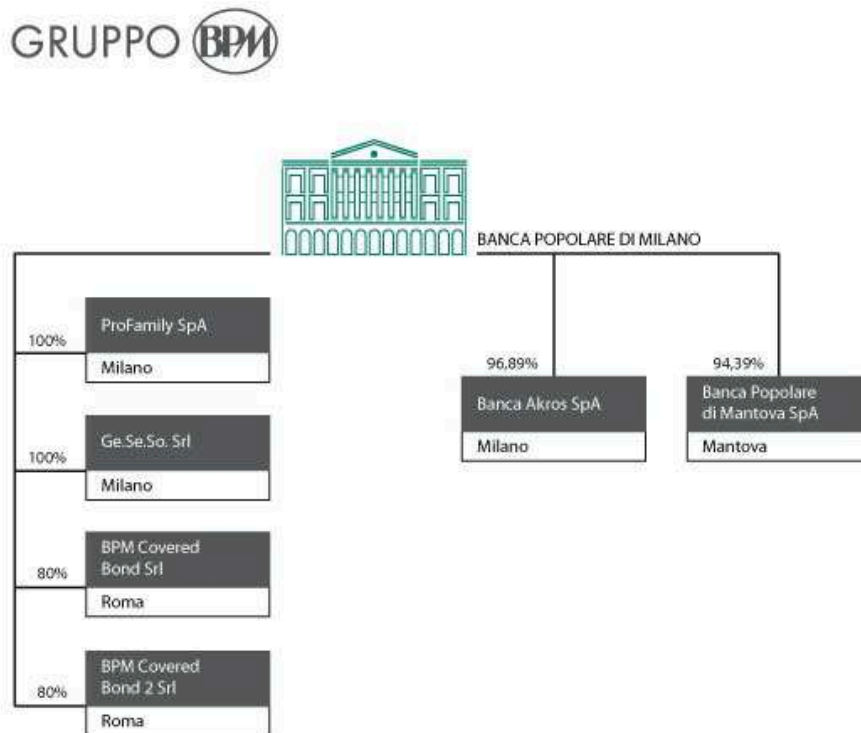 GRUPPO BPM
BANCA POPOLARE DI MILANO
100%
ProFamily SpA
Milano
100%
Ge.Se.So. Srl
Milano
80%
BPM Covered
Bond Srl
Roma
80%
BPM Covered
Bond 2 Srl
Roma
96,89%
Banca Akros SpA
Milano
94,39%
Banca Popolare
di Mantova SpA
Mantova